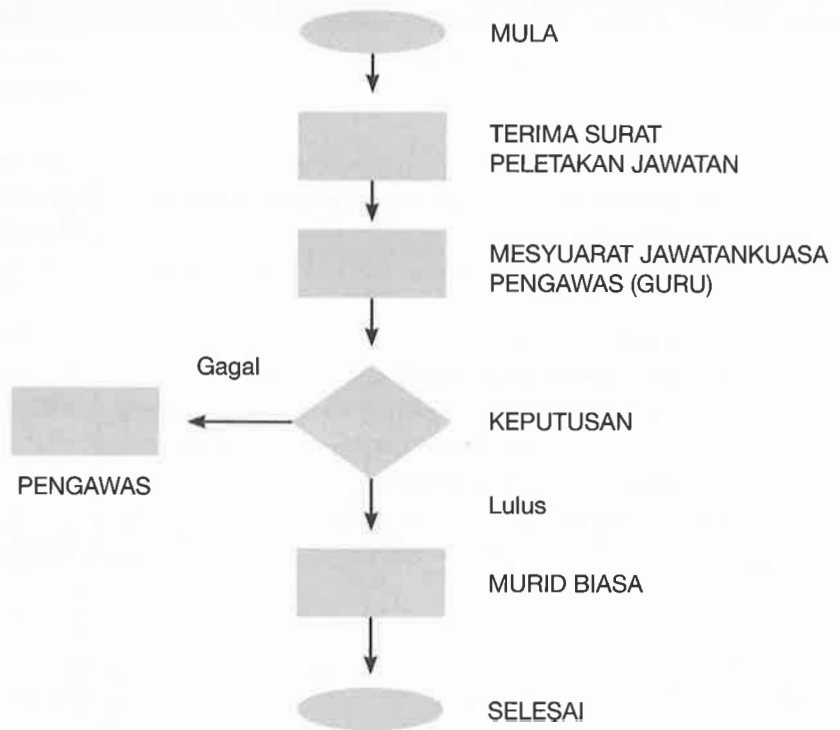 MULA
TERIMA SURAT
PELETAKAN JAWATAN
MESYUARAT JAWATANKUASA
PENGAWAS (GURU)
Gagal
KEPUTUSAN
PENGAWAS
Lulus
MURID BIASA
SELESAI